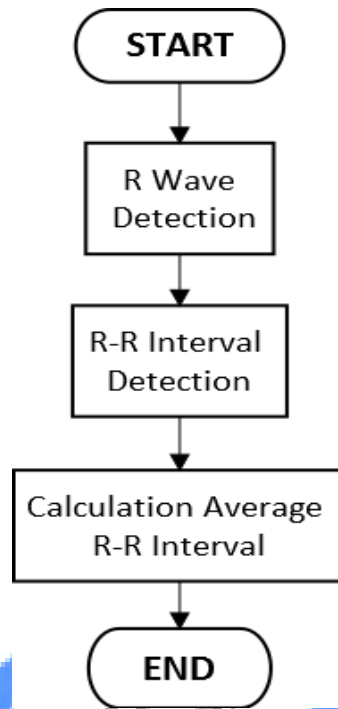 START
R Wave
Detection
R-R Interval
Detection
Calculation Average
R-R Interval
END